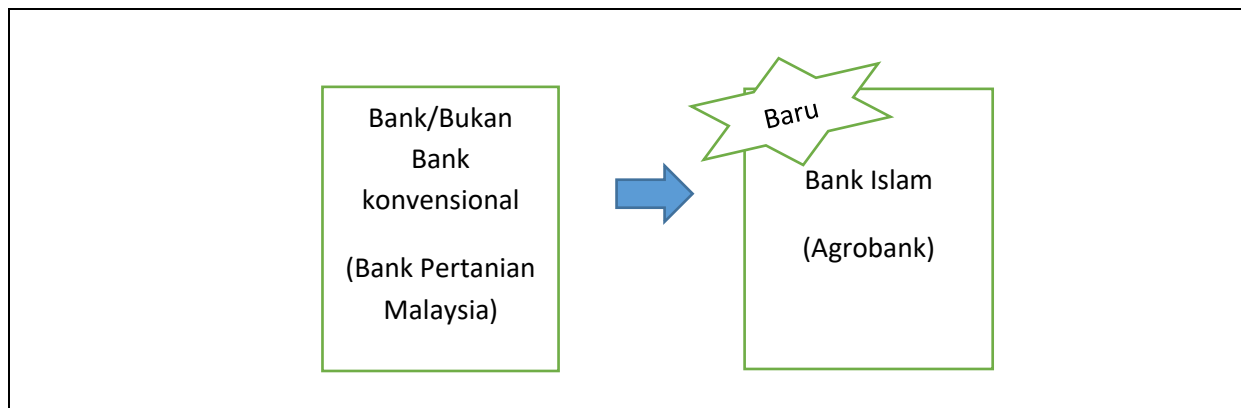 Bank/Bukan
Bank
konvensional
(Bank Pertanian
Malaysia)
Baru
Bank Islam
(Agrobank)